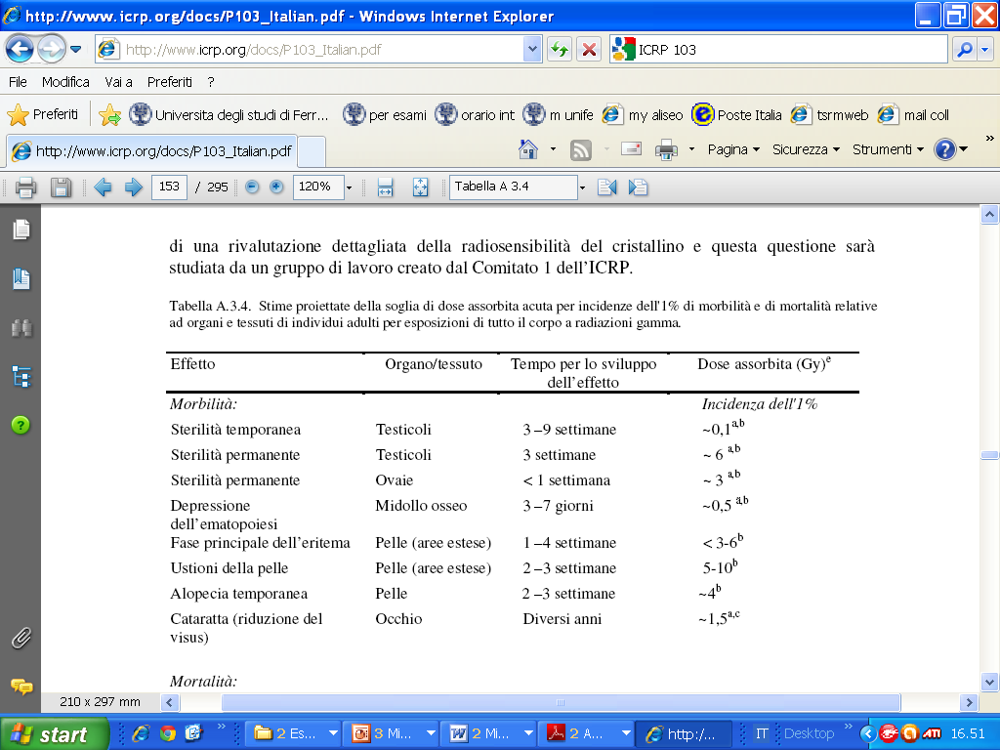 http://www.icrp.org/docs/P103_Italian.pdf - Windows Internet Explorer
http://www.icrp.org/docs/P103_Italian.pdf
ICRP 103
File Modifica Vai a Preferiti ?
Preferiti Universita degli studi di Ferr... per esami orario int m unife my aliseo Poste Italia tsrmweb mail coll
http://www.icrp.org/docs/P103_Italian.pdf Pagina Sicurezza Strumenti »
153 / 295 120% Tabella A 3.4
di una rivalutazione dettagliata della radiosensibilità del cristallino e questa questione sarà
studiata da un gruppo di lavoro creato dal Comitato 1 dell'ICRP.
Tabella A.3.4. Stime proiettate della soglia di dose assorbita acuta per incidenze dell'1% di morbilità e di mortalità relative
ad organi e tessuti di individui adulti per esposizioni di tutto il corpo a radiazioni gamma.
Effetto Organo/tessuto Tempo per lo sviluppo Dose assorbita (Gy)e
dell'effetto
Morbilità: Incidenza dell'1%
Sterilità temporanea Testicoli 3 –9 settimane ~0,1a,b
Sterilità permanente Testicoli 3 settimane ~ 6 a,b
Sterilità permanente Ovaie < 1 settimana ~ 3 a,b
Depressione Midollo osseo 3 –7 giorni ~0,5 a,b
dell'ematopoiesi
Fase principale dell'eritema Pelle (aree estese) 1 –4 settimane < 3-6b
Ustioni della pelle Pelle (aree estese) 2 –3 settimane 5-10b
Alopecia temporanea Pelle 2 –3 settimane ~4b
Cataratta (riduzione del Occhio Diversi anni ~1,5a,c
visus)
Mortalità:
210 x 297 mm
start » 2 Es... 3 Mi... 2 Mi... 2 A... http:/... IT Desktop » ATI 16.51